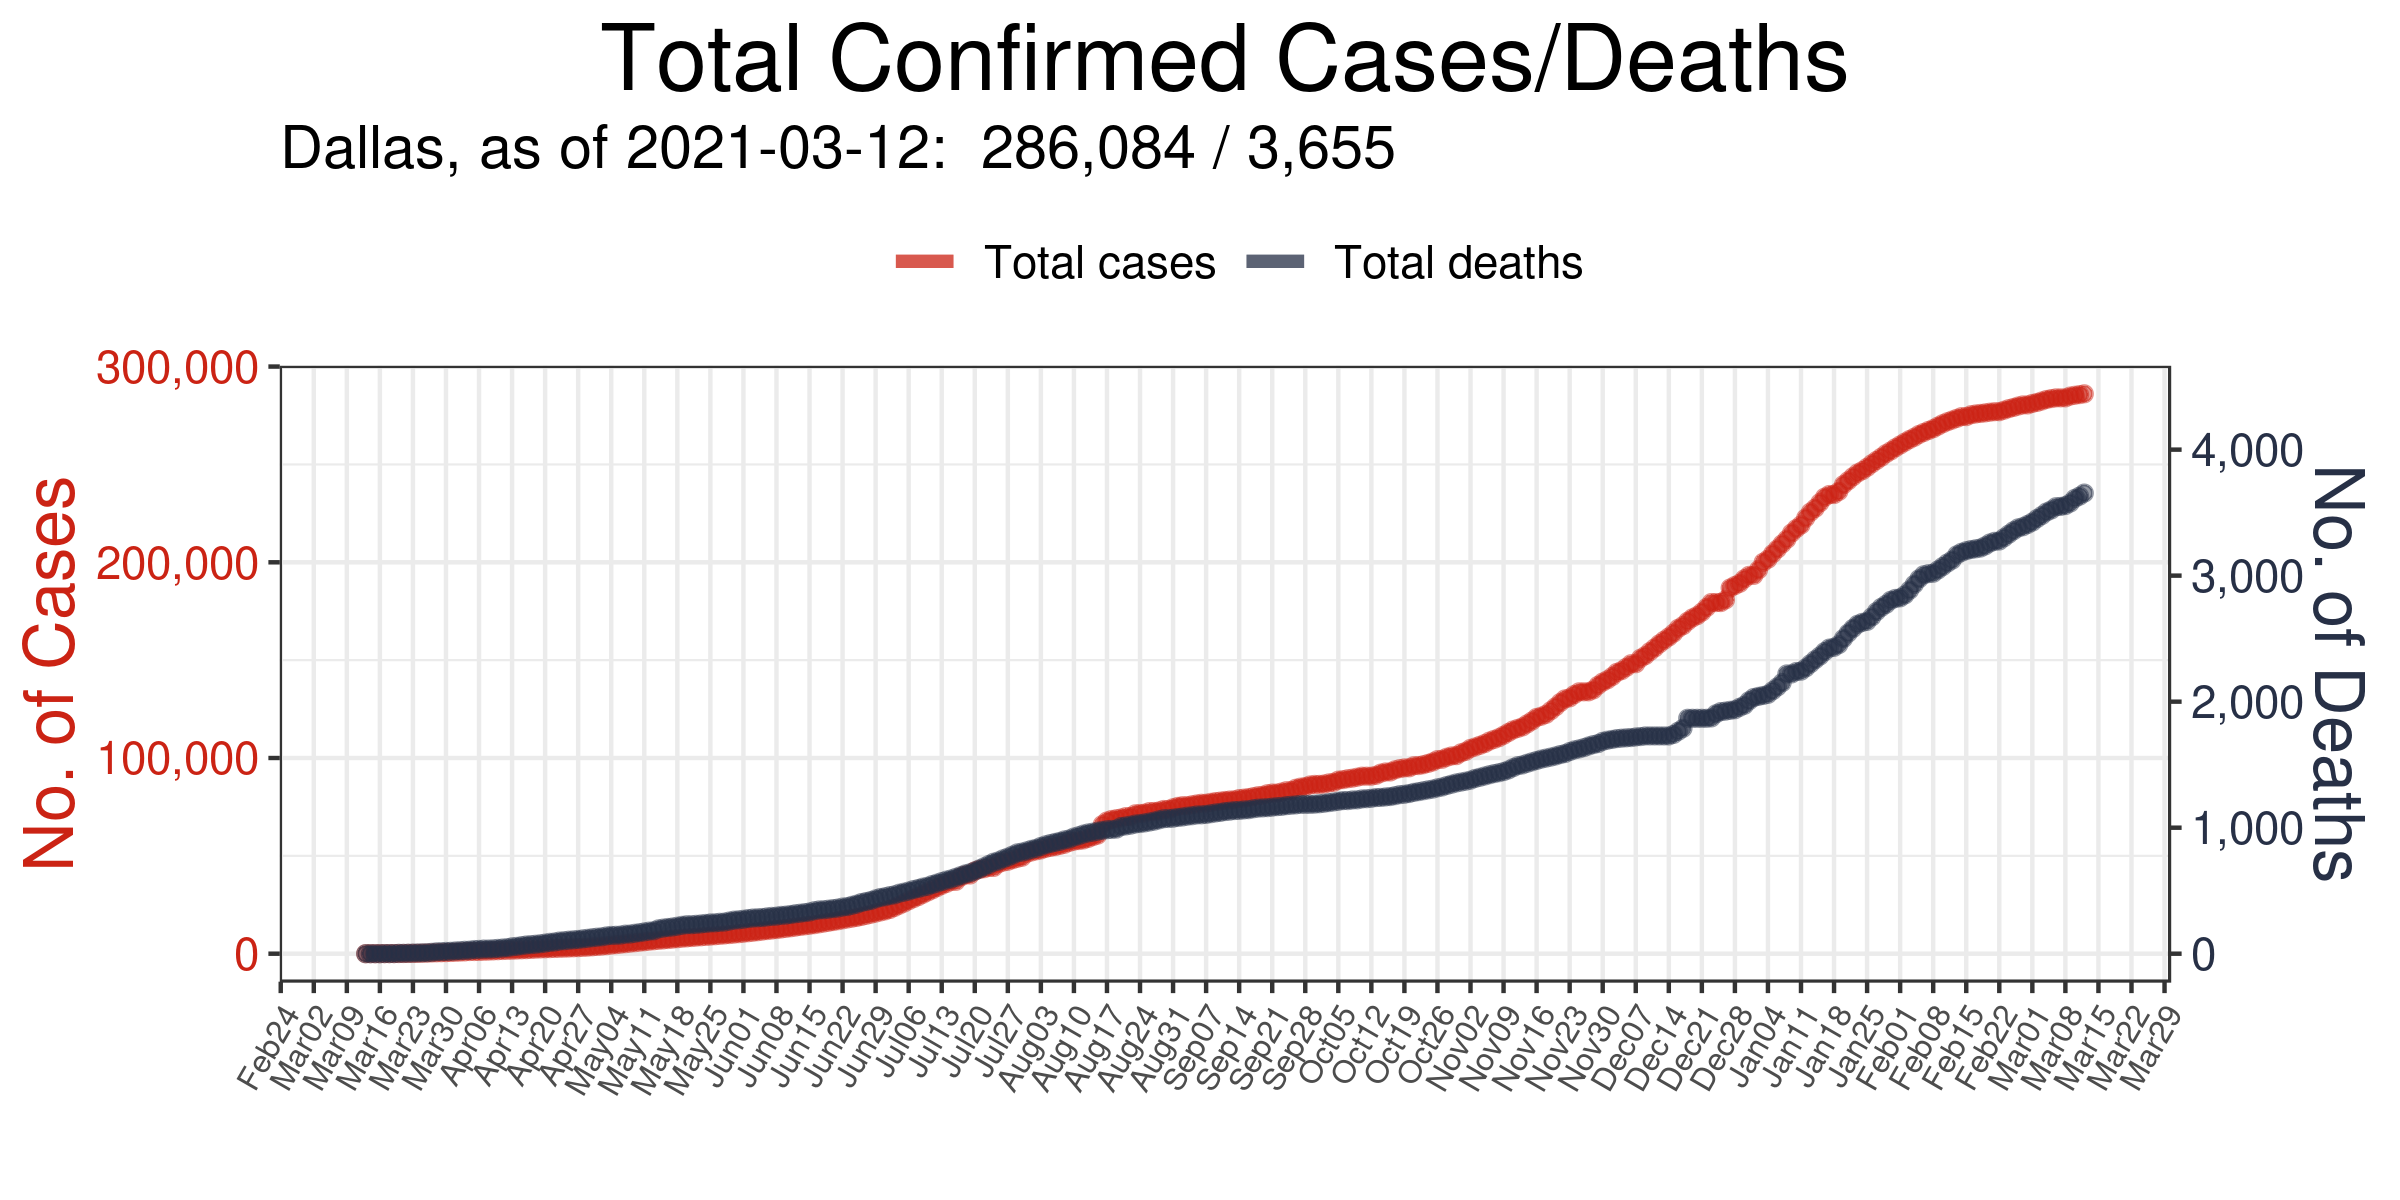 Total Confirmed Cases/Deaths
Dallas, as of 2021-03-12:  286,084 / 3,655
Total cases
Total deaths
No. of Cases
300,000
200,000
100,000
0
4,000
3,000
2,000
1,000
0
No. of Deaths
Feb24
Mar02
Mar09
Mar16
Mar23
Mar30
Apr06
Apr13
Apr20
Apr27
May04
May11
May18
May25
Jun01
Jun08
Jun15
Jun22
Jun29
Jul06
Jul13
Jul20
Jul27
Aug03
Aug10
Aug17
Aug24
Aug31
Sep07
Sep14
Sep21
Sep28
Oct05
Oct12
Oct19
Oct26
Nov02
Nov09
Nov16
Nov23
Nov30
Dec07
Dec14
Dec21
Dec28
Jan04
Jan11
Jan18
Jan25
Feb01
Feb08
Feb15
Feb22
Mar01
Mar08
Mar15
Mar22
Mar29